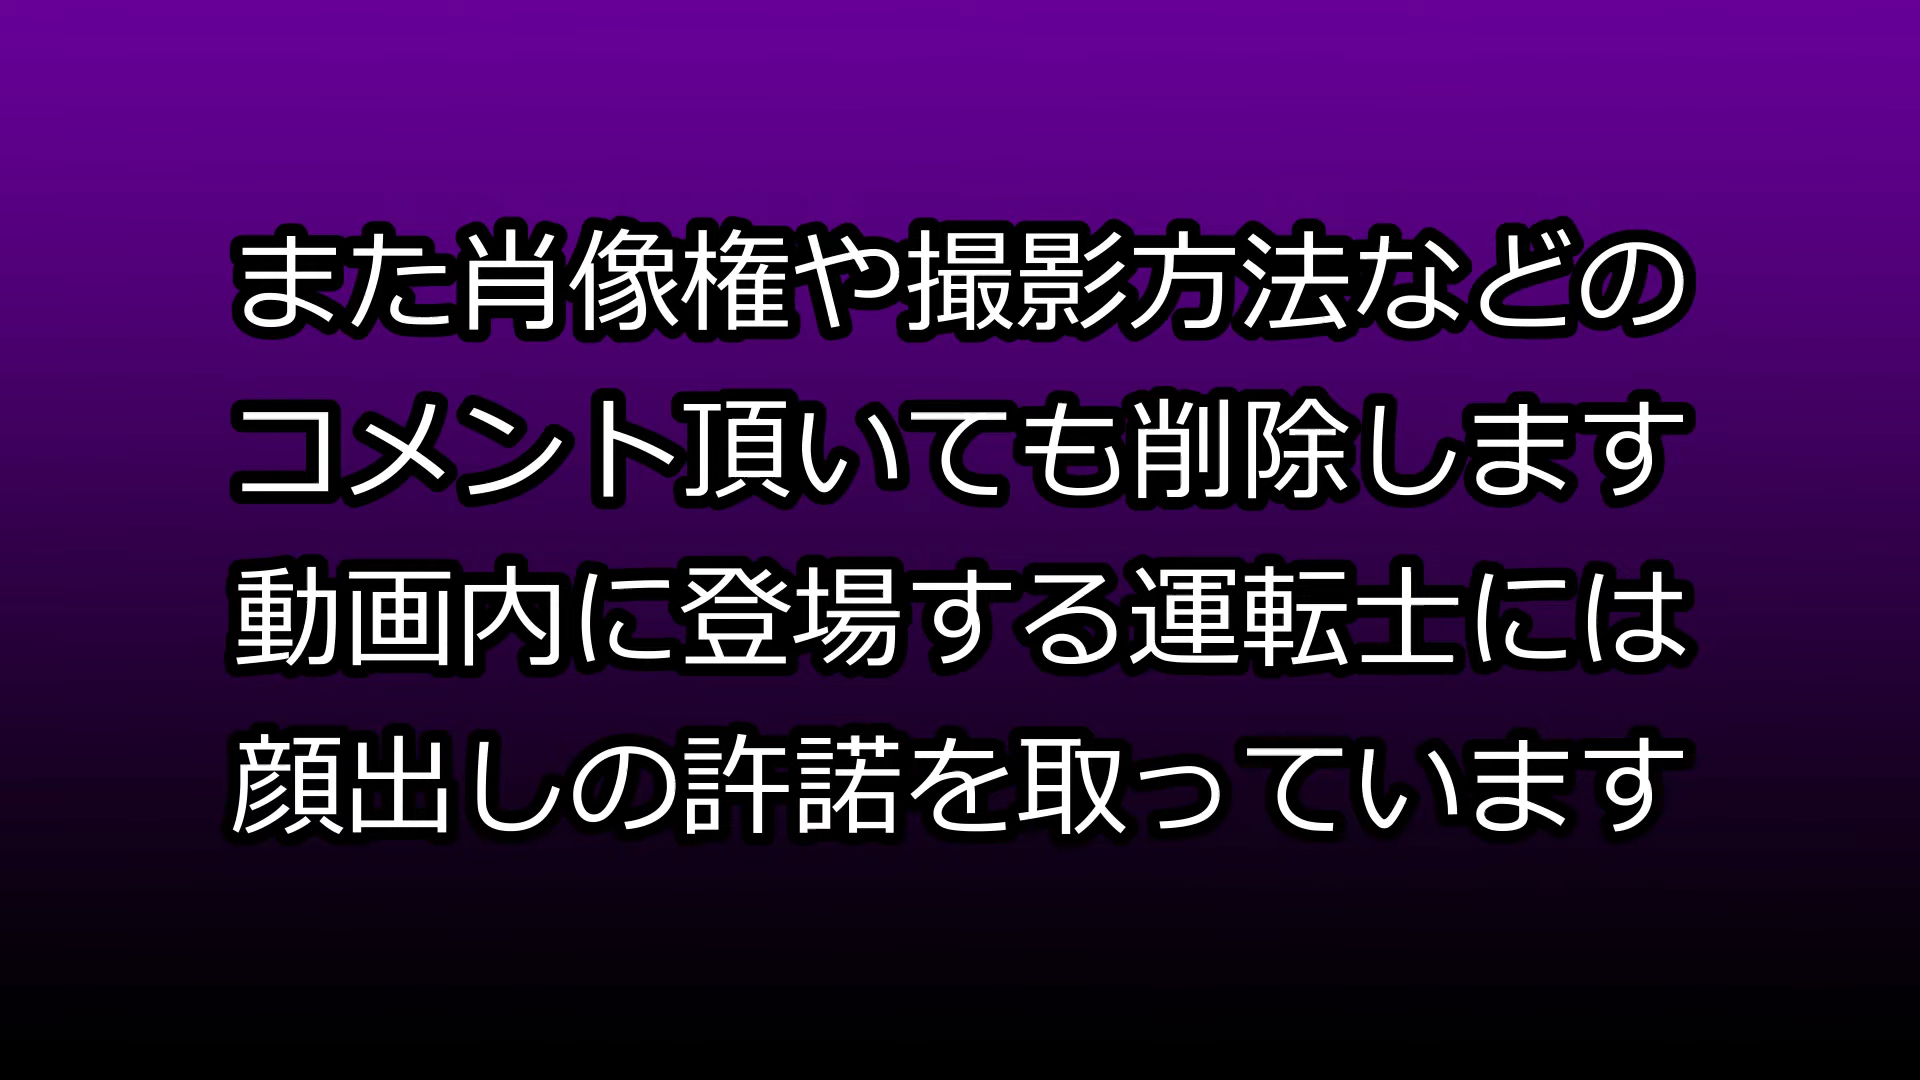 また肖像権や撮影方法などの
コメント頂いても削除します
動画内に登場する運転士には
顔出しの許諾を取っています